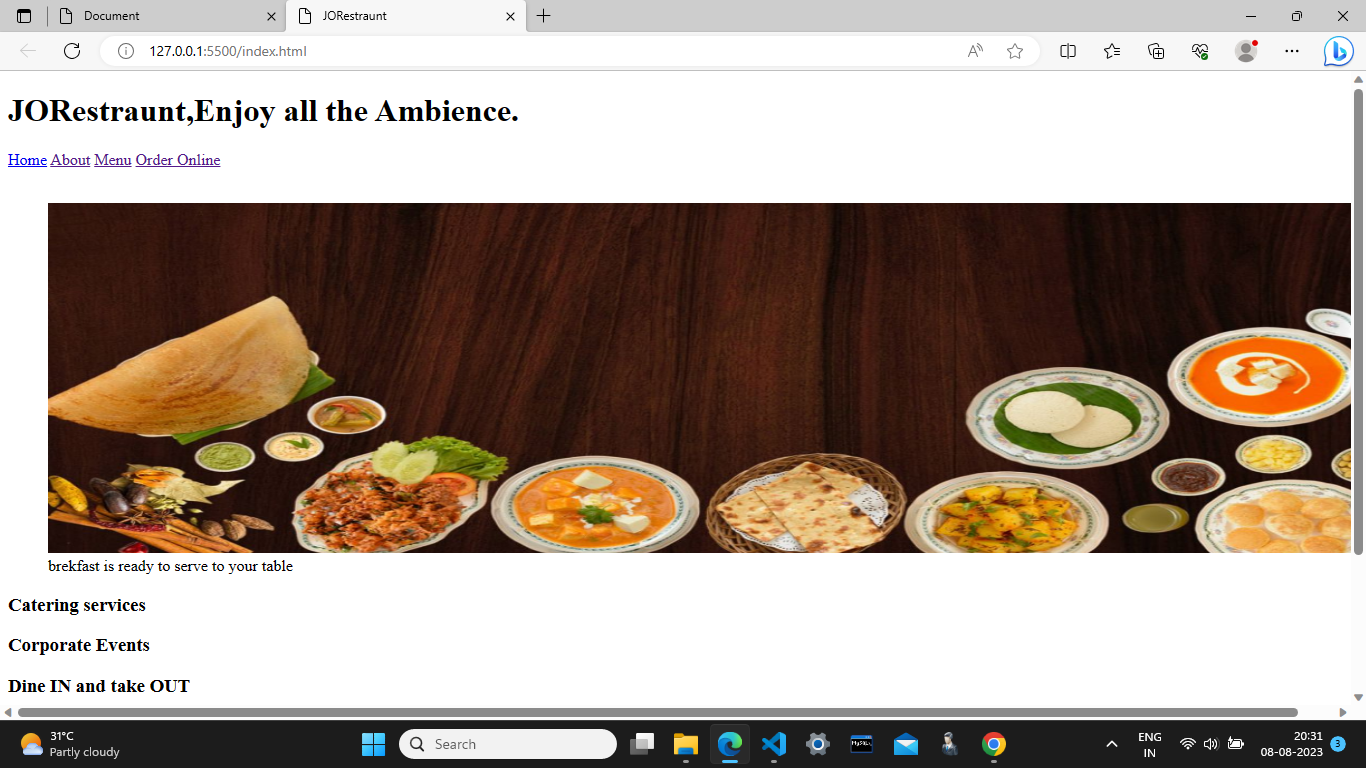 Document
JORestraunt
127.0.0.1:5500/index.html
JORestraunt,Enjoy all the Ambience.
Home About Menu Order Online
brekfast is ready to serve to your table
Catering services
Corporate Events
Dine IN and take OUT
31°C
Partly cloudy
Search
MySQL
ENG
IN
20:31
08-08-2023
3